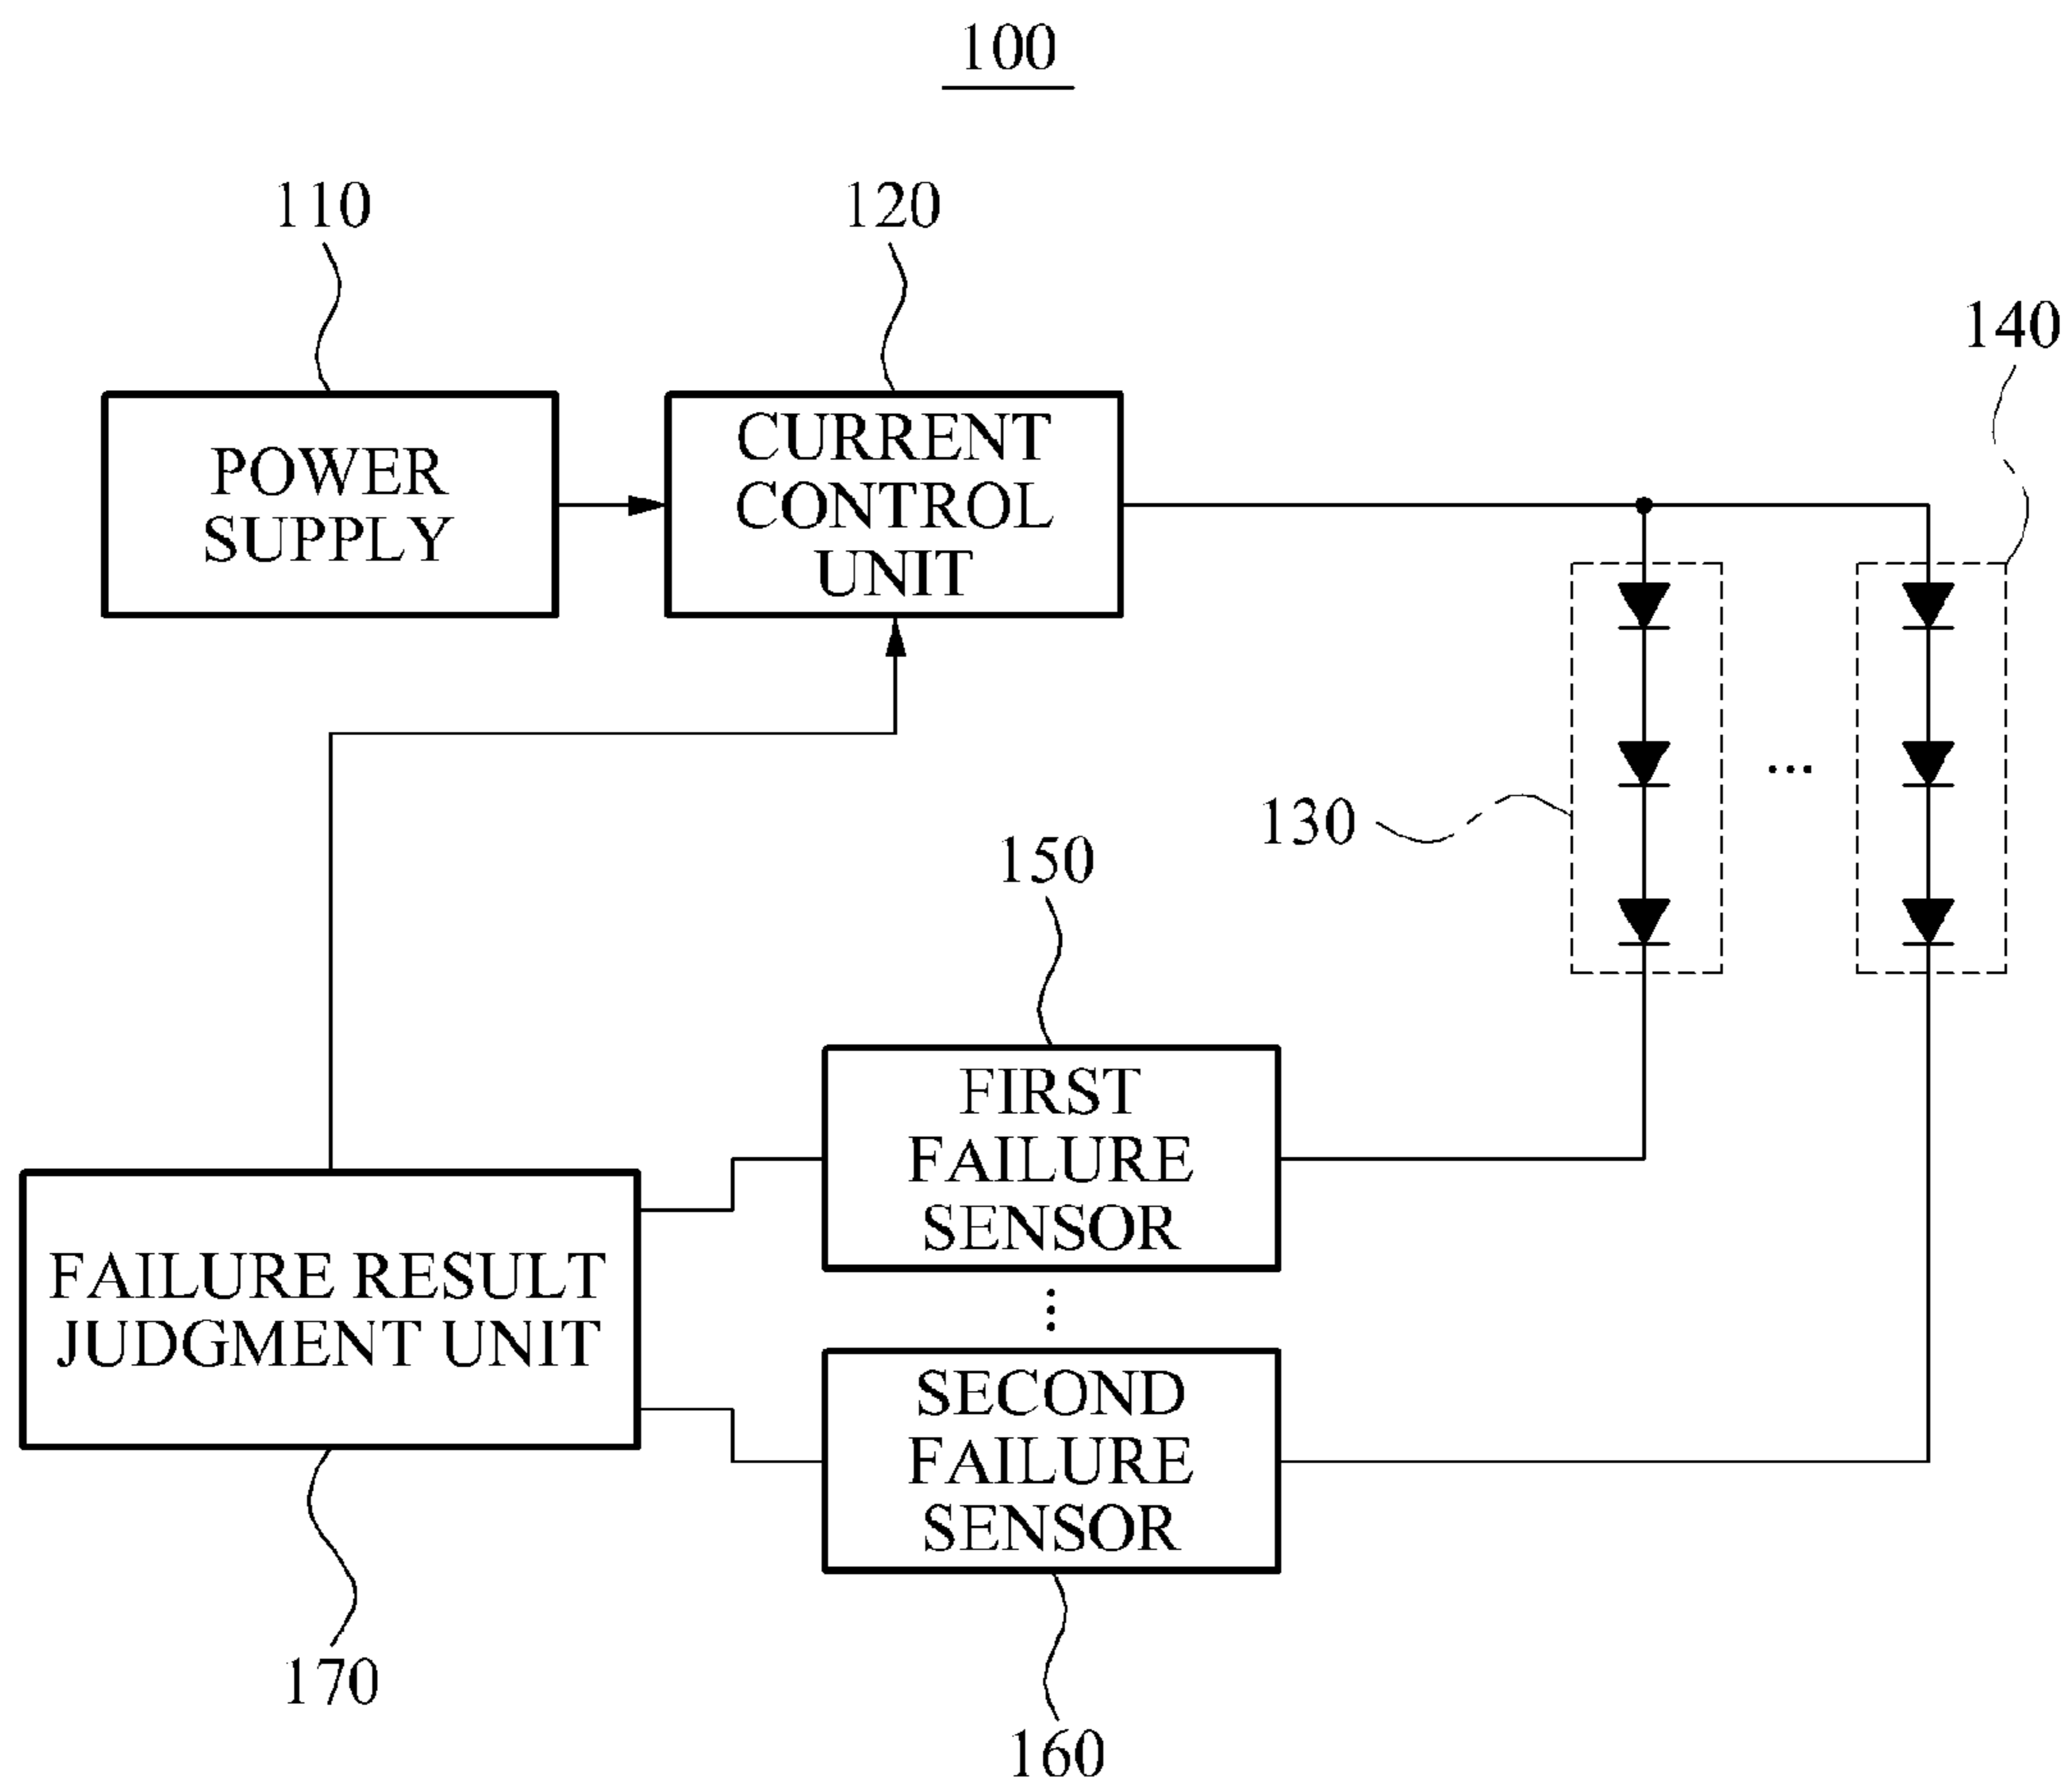 100
110
120
140
POWER
SUPPLY
CURRENT
CONTROL
UNIT
130
150
FIRST
FAILURE
SENSOR
FAILURE RESULT
JUDGMENT UNIT
SECOND
FAILURE
SENSOR
170
160